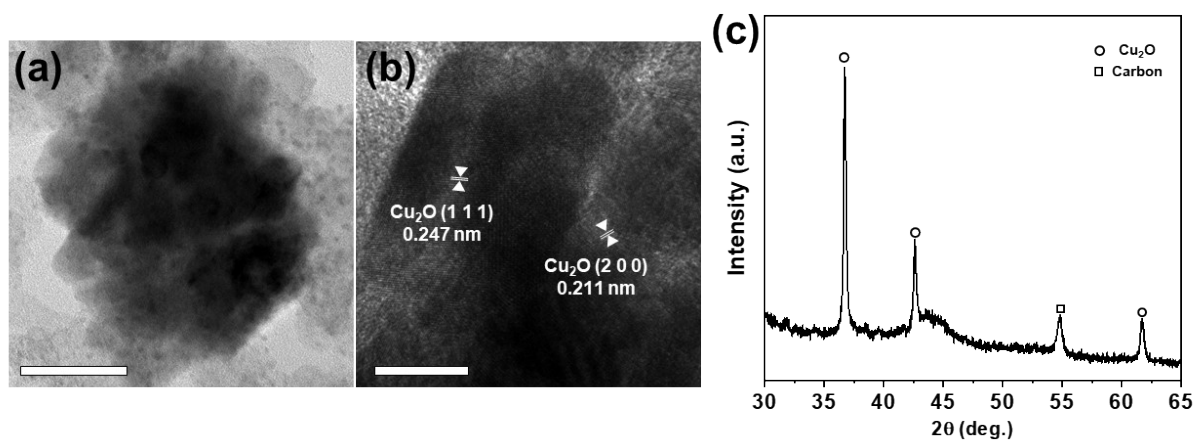 (a)
(b)
Cu₂O (1 1 1)
0.247 nm
Cu₂O (2 0 0)
0.211 nm
(c)
Cu₂O
Carbon
Intensity (a.u.)
30 35 40 45 50 55 60 65
2θ (deg.)